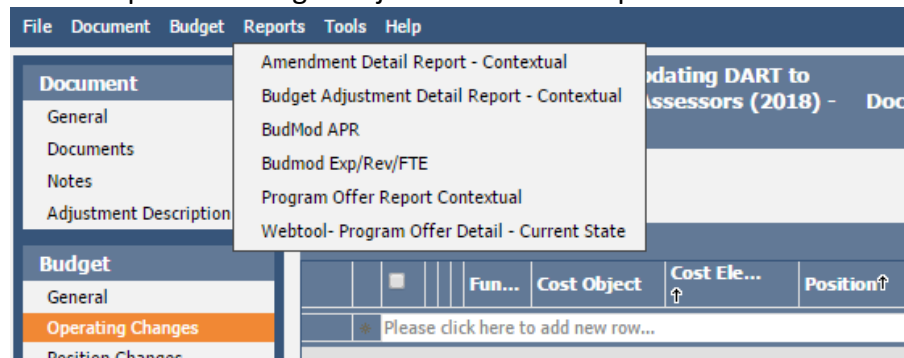 File Document Budget Reports Tools Help
Amendment Detail Report - Contextual
Budget Adjustment Detail Report - Contextual
BudMod APR
Budmod Exp/Rev/FTE
Program Offer Report Contextual
Webtool- Program Offer Detail - Current State
DART to
Assessors (2018) -
Document
General
Documents
Notes
Adjustment Description
Budget
General
Operating Changes
Position Changes
Fun... Cost Object Cost Ele... Position
Please click here to add new row...